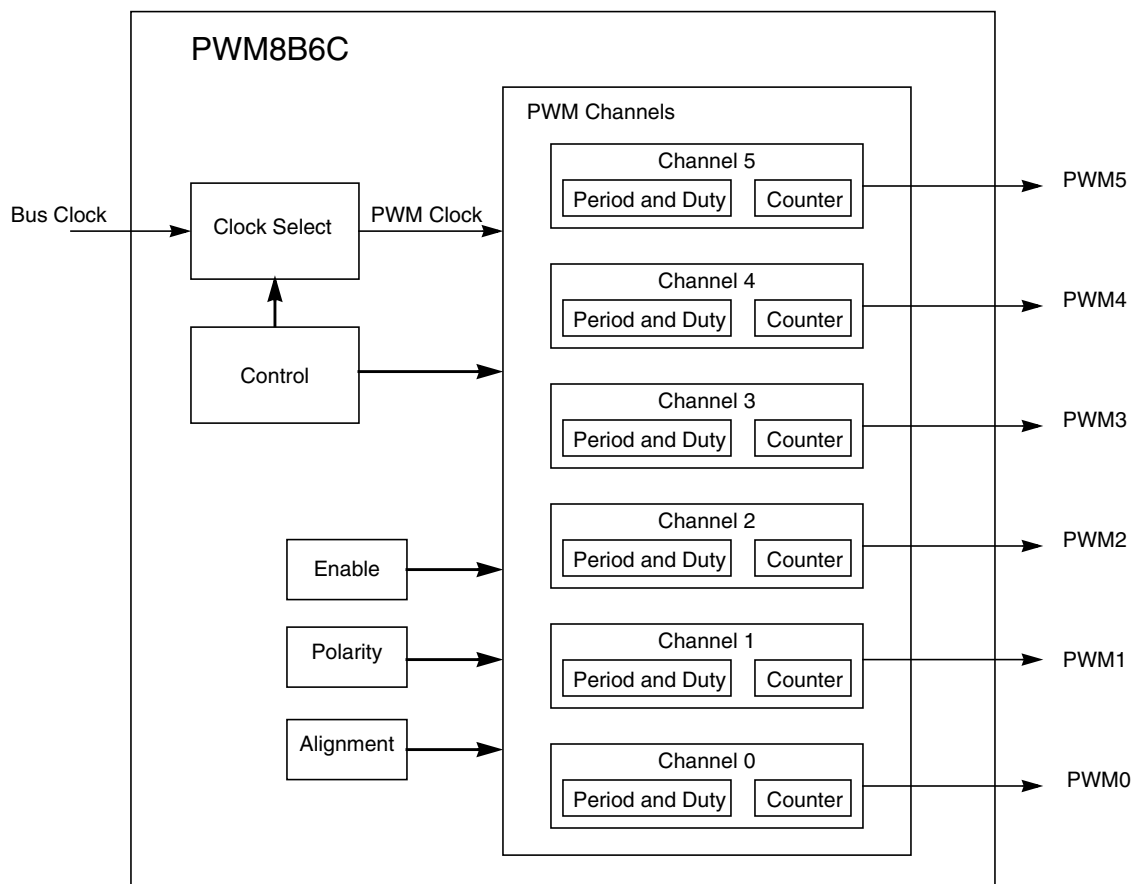 PWM8B6C
PWM Channels
Bus Clock
Clock Select
PWM Clock
Control
Enable
Polarity
Alignment
Channel 5
Period and Duty
Counter
PWM5
Channel 4
Period and Duty
Counter
PWM4
Channel 3
Period and Duty
Counter
PWM3
Channel 2
Period and Duty
Counter
PWM2
Channel 1
Period and Duty
Counter
PWM1
Channel 0
Period and Duty
Counter
PWM0